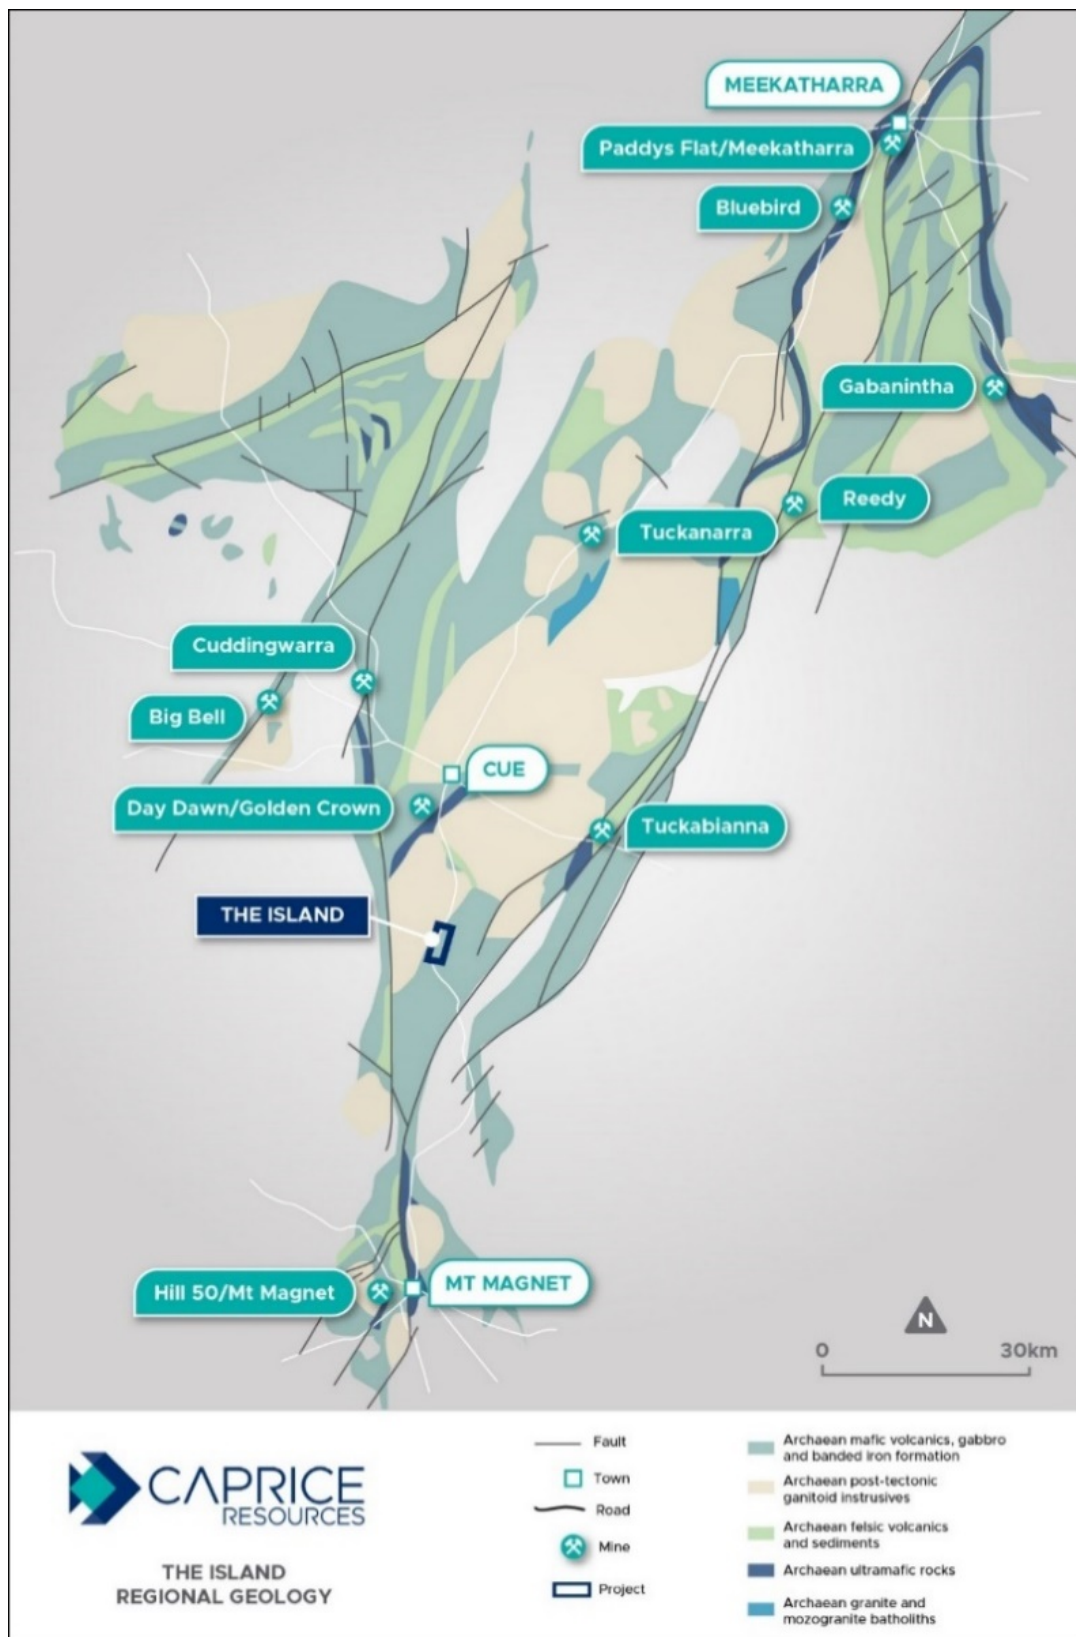 MEEKATHARRA
Paddys Flat/Meekatharra
Bluebird
Gabanintha
Reedy
Tuckanarra
Cuddingwarra
Big Bell
CUE
Day Dawn/Golden Crown
Tuckabianna
THE ISLAND
Hill 50/Mt Magnet
MT MAGNET
N
0 30km
CAPRICE
RESOURCES
THE ISLAND
REGIONAL GEOLOGY
Fault
Town
Road
Mine
Project
Archaean mafic volcanics, gabbro
and banded iron formation
Archaean post-tectonic
ganitoid instrusives
Archaean felsic volcanics
and sediments
Archaean ultramafic rocks
Archaean granite and
mozogranite batholiths